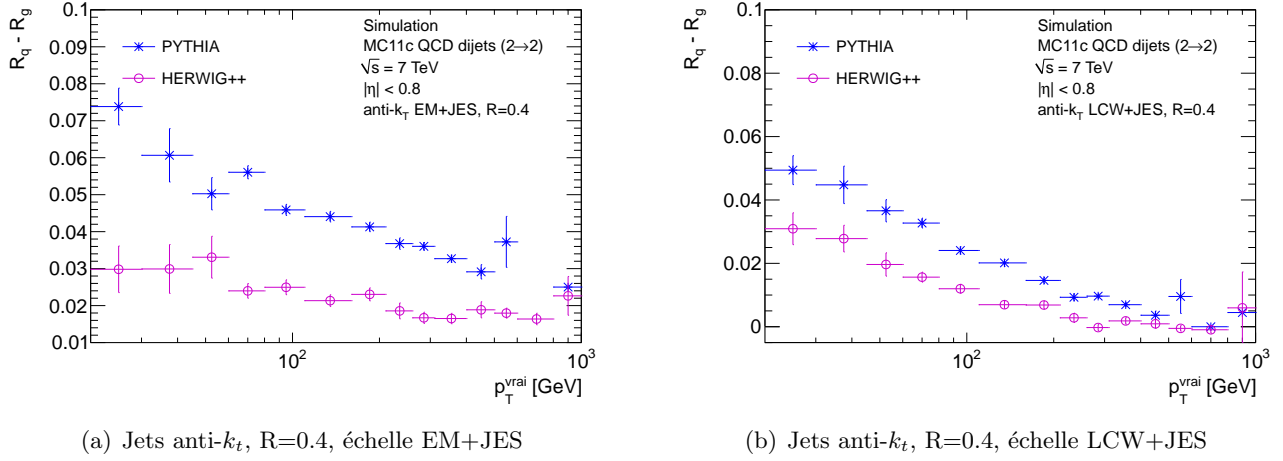 R_q - R_g
0.1
0.09
0.08
0.07
0.06
0.05
0.04
0.03
0.02
0.01
PYTHIA
HERWIG++
Simulation
MC11c QCD dijets (2→2)
√s = 7 TeV
|η| < 0.8
anti-k_T EM+JES, R=0.4
10^2
10^3
p_T^vrai [GeV]
(a) Jets anti-k_t, R=0.4, échelle EM+JES
R_q - R_g
0.1
0.08
0.06
0.04
0.02
0
PYTHIA
HERWIG++
Simulation
MC11c QCD dijets (2→2)
√s = 7 TeV
|η| < 0.8
anti-k_T LCW+JES, R=0.4
10^2
10^3
p_T^vrai [GeV]
(b) Jets anti-k_t, R=0.4, échelle LCW+JES